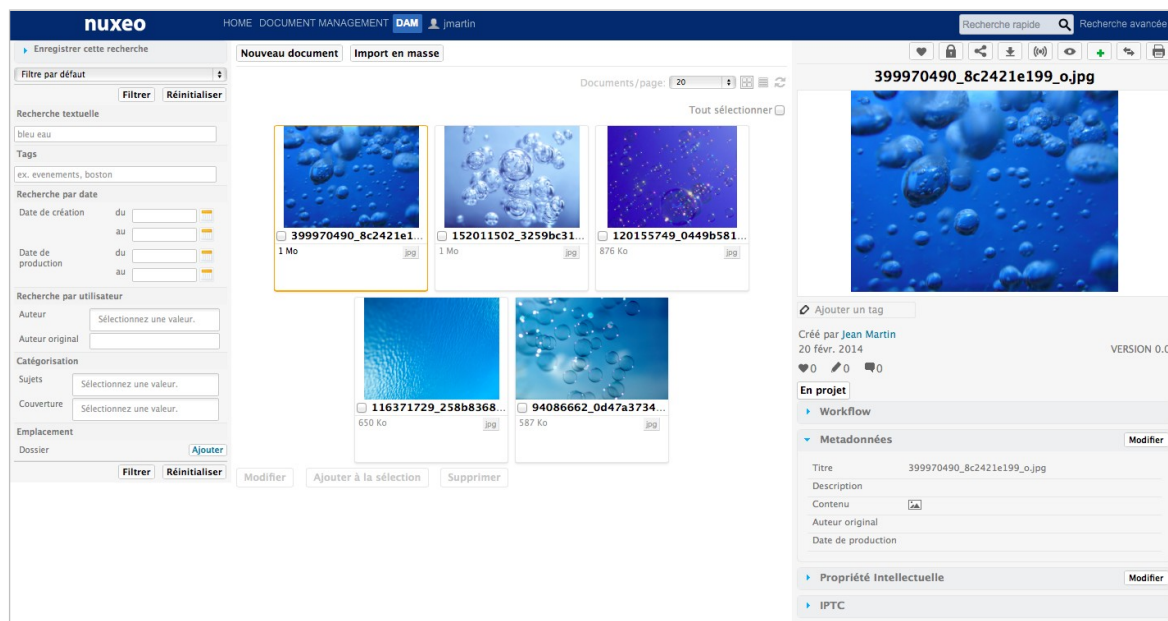 nuxeo
HOME DOCUMENT MANAGEMENT DAM jmartin
Recherche rapide
Recherche avancée
Enregistrer cette recherche
Filtre par défaut
Filtrer Réinitialiser
Recherche textuelle
bleu eau
Tags
ex. evenements, boston
Recherche par date
Date de création du
au
Date de production du
au
Recherche par utilisateur
Auteur Sélectionnez une valeur.
Auteur original
Catégorisation
Sujets Sélectionnez une valeur.
Couverture Sélectionnez une valeur.
Emplacement
Dossier Ajouter
Filtrer Réinitialiser
Nouveau document Import en masse
Documents/page: 20
Tout sélectionner
399970490_8c2421e1...
1 Mo jpg
152011502_3259bc31...
1 Mo jpg
120155749_0449b581...
876 Ko jpg
116371729_258b8368...
650 Ko jpg
94086662_0d47a3734...
587 Ko jpg
Modifier Ajouter à la sélection Supprimer
399970490_8c2421e199_o.jpg
Ajouter un tag
Créé par Jean Martin
20 févr. 2014 VERSION 0.0
0 0 0
En projet
Workflow
Metadonnées Modifier
Titre 399970490_8c2421e199_o.jpg
Description
Contenu
Auteur original
Date de production
Propriété Intellectuelle Modifier
IPTC